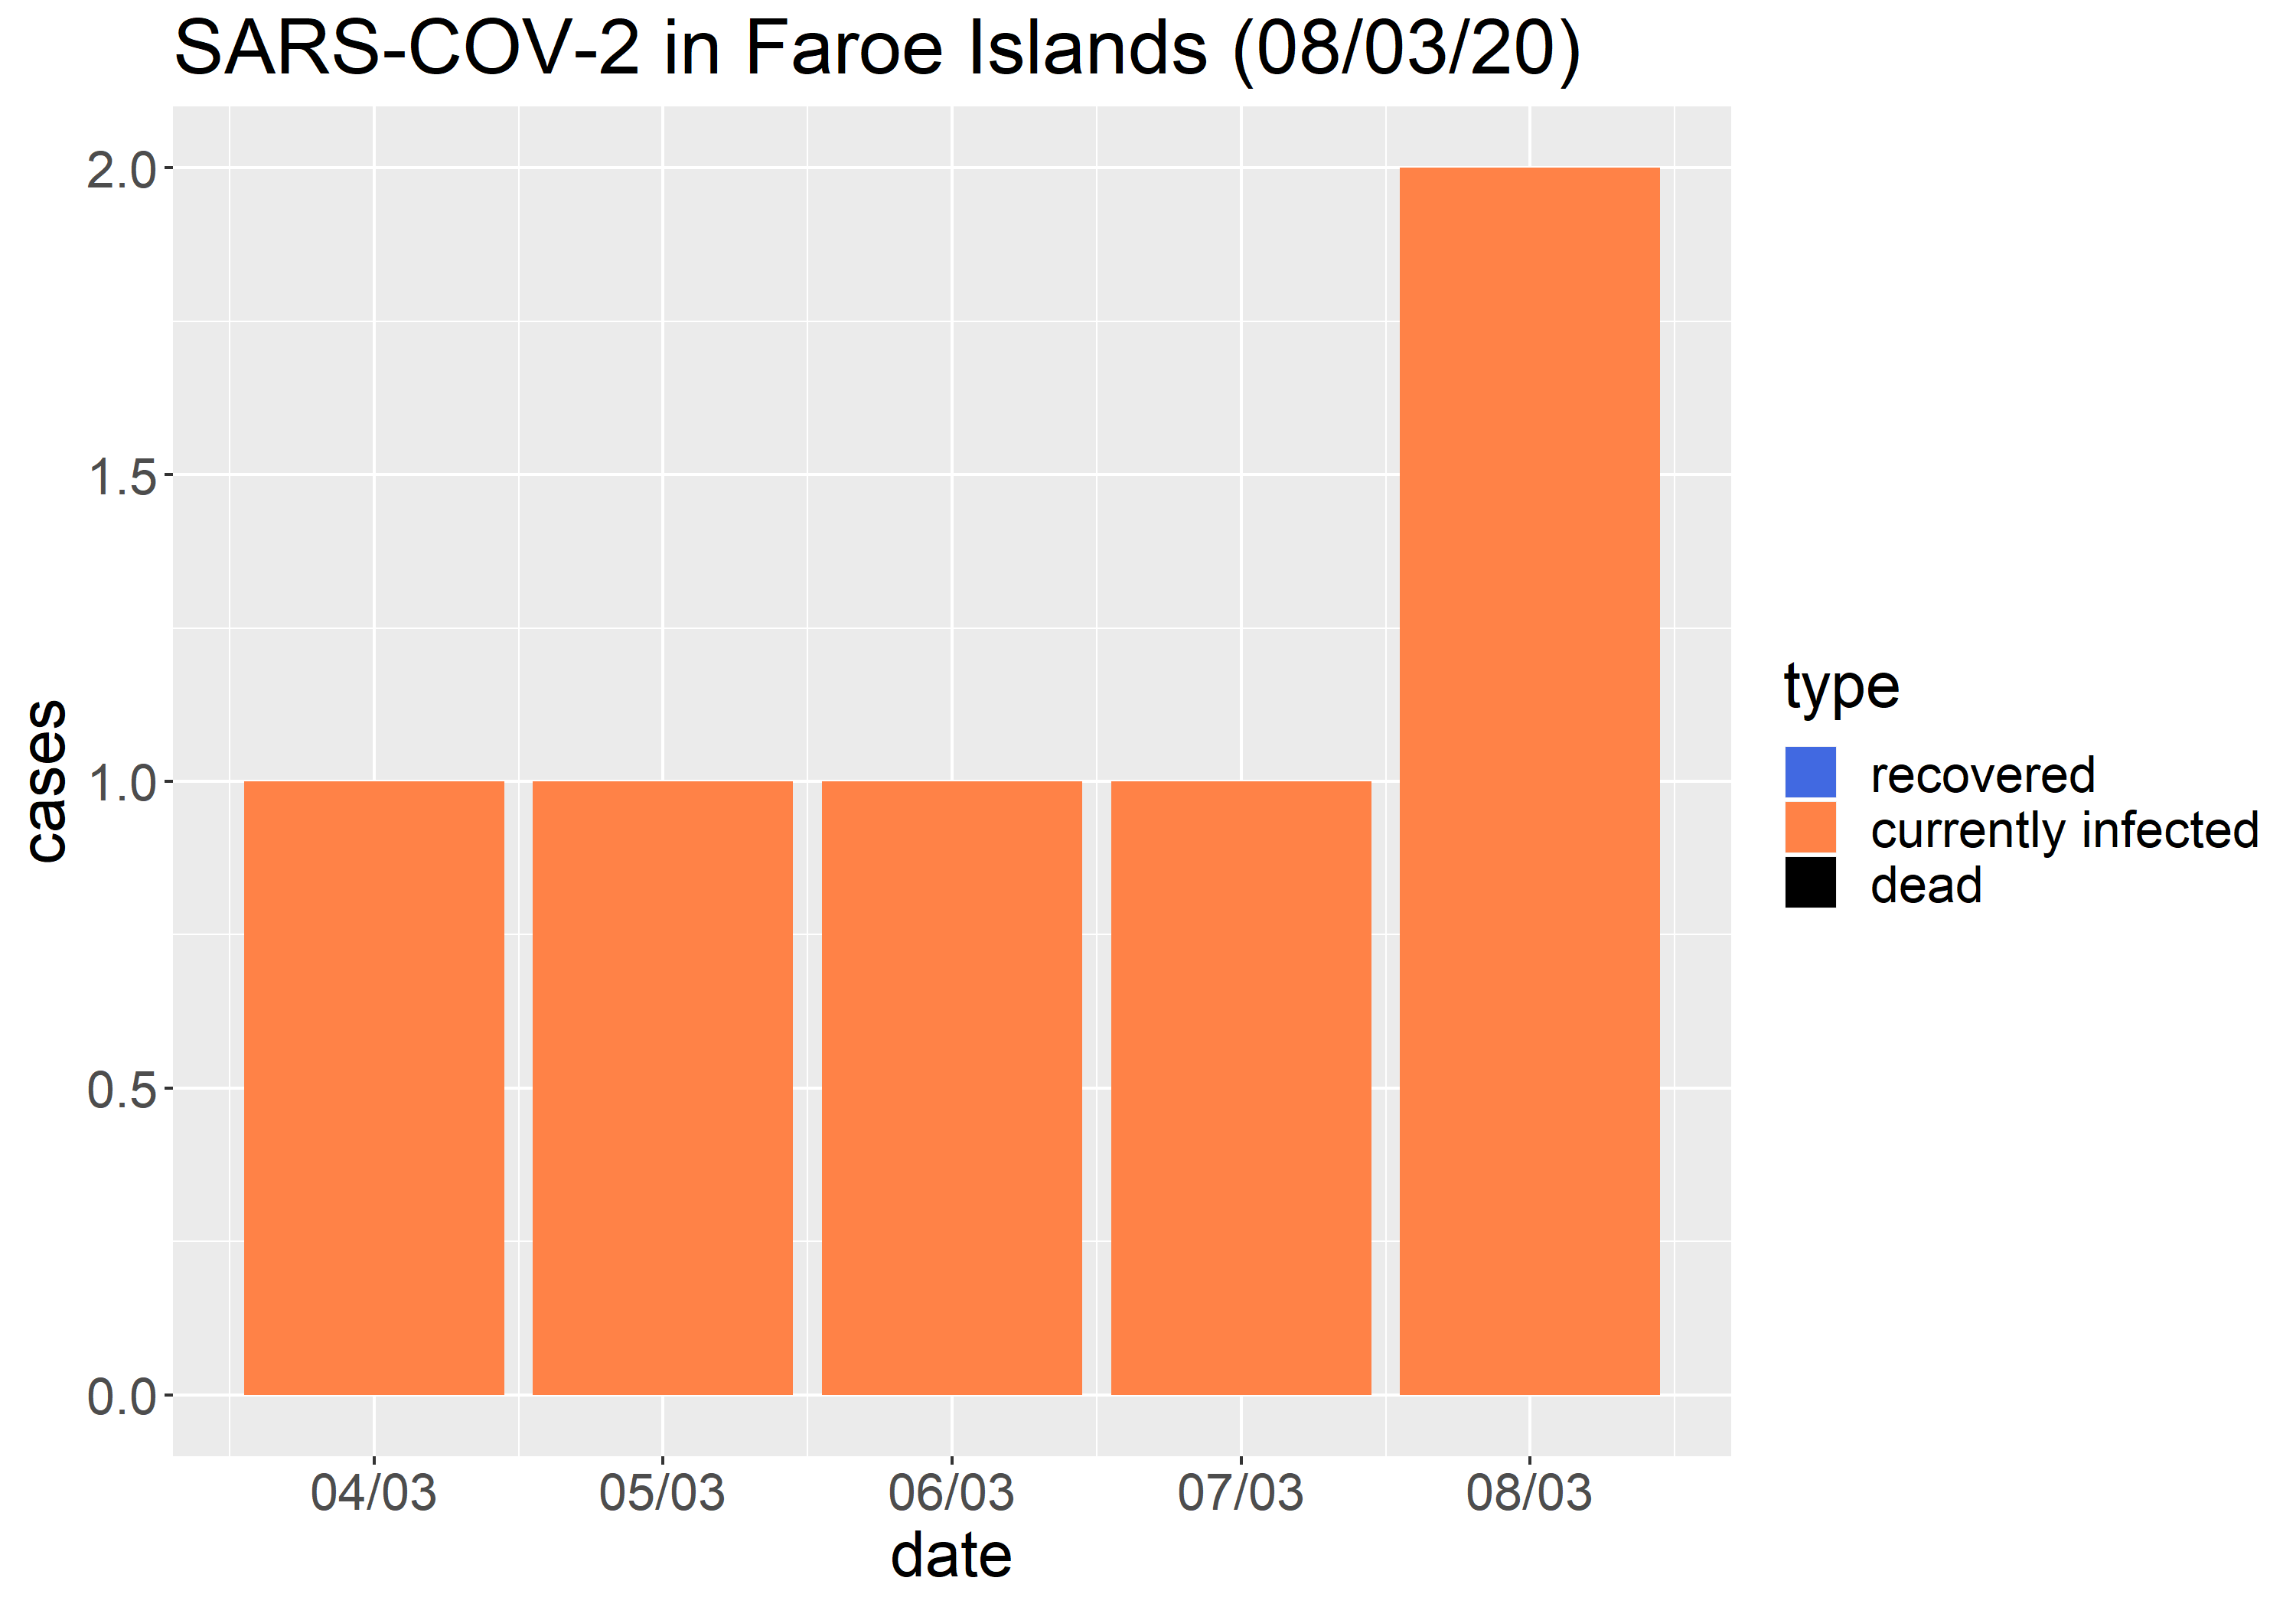 SARS-COV-2 in Faroe Islands (08/03/20)
2.0
1.5
1.0
0.5
0.0
cases
04/03 05/03 06/03 07/03 08/03
date
type
recovered
currently infected
dead